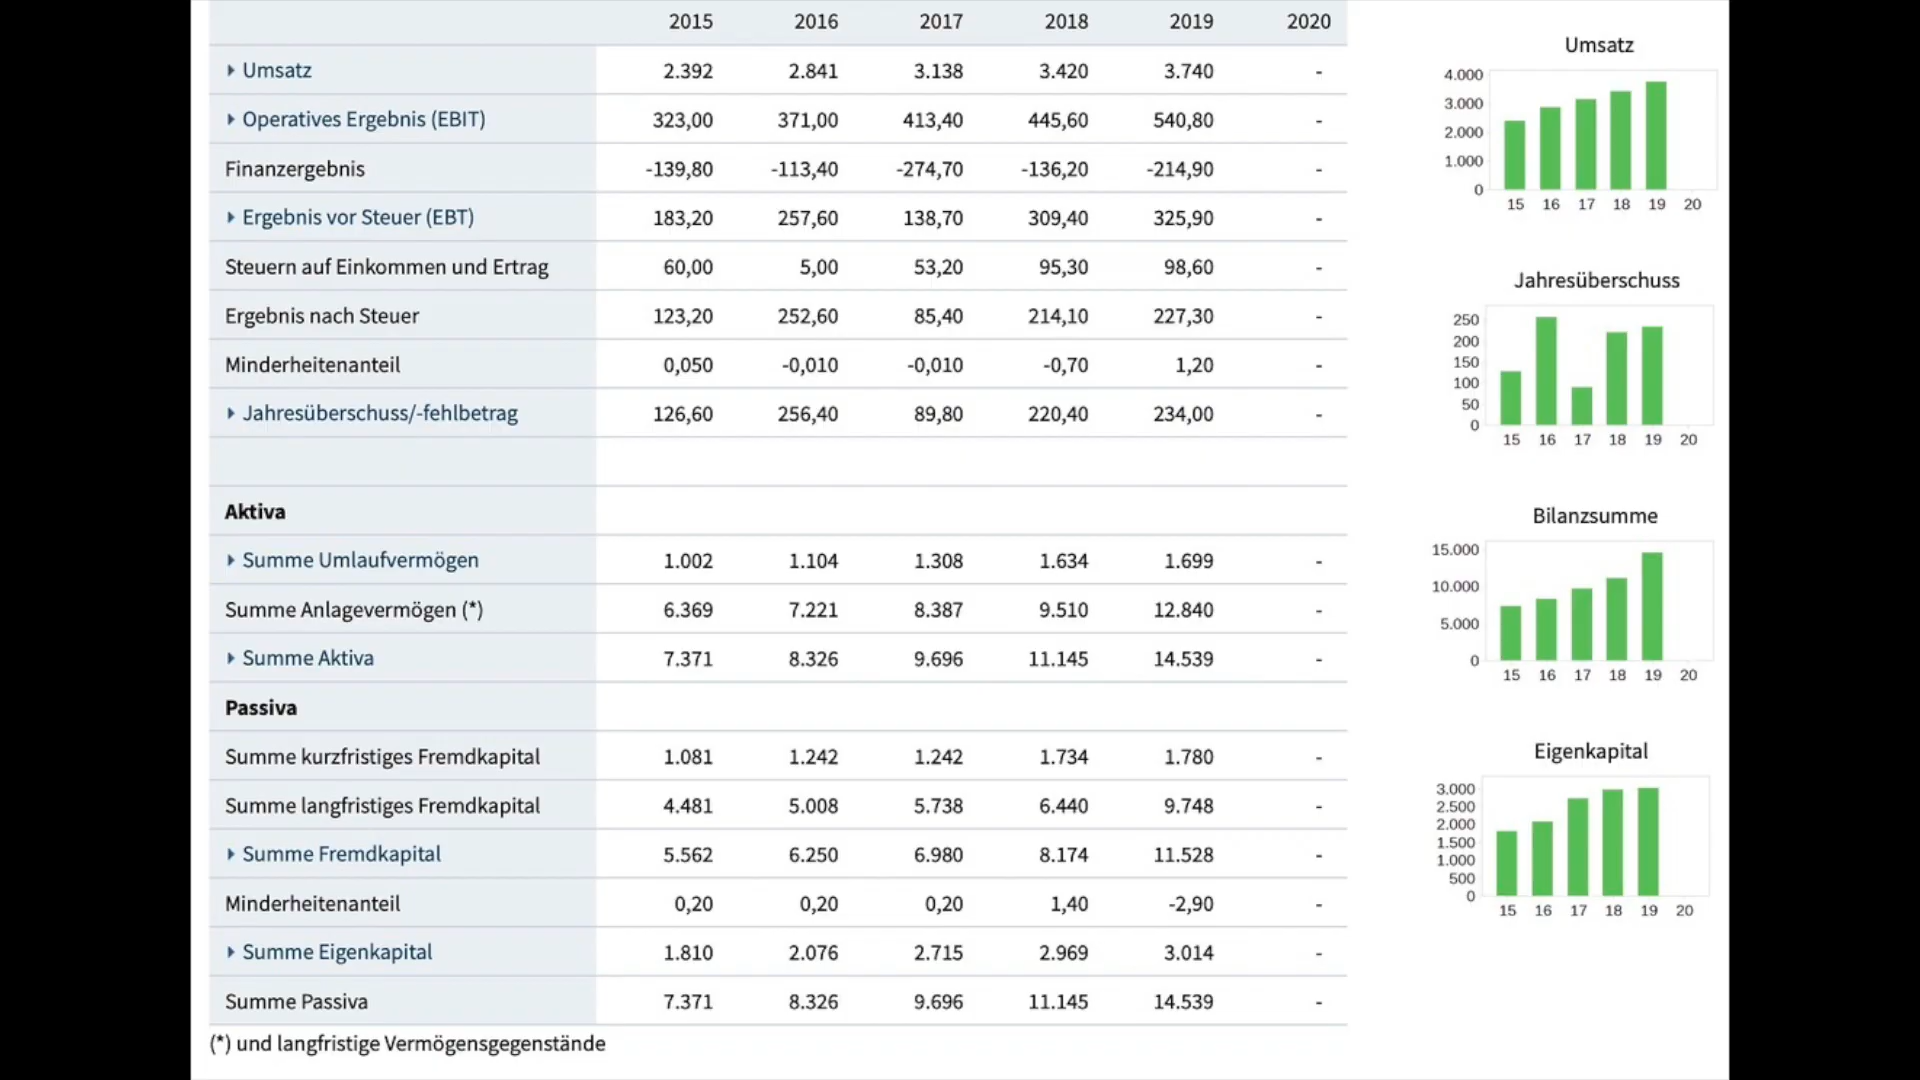 2015 2016 2017 2018 2019 2020
Umsatz 2.392 2.841 3.138 3.420 3.740 -
Operatives Ergebnis (EBIT) 323,00 371,00 413,40 445,60 540,80 -
Finanzergebnis -139,80 -113,40 -274,70 -136,20 -214,90 -
Ergebnis vor Steuer (EBT) 183,20 257,60 138,70 309,40 325,90 -
Steuern auf Einkommen und Ertrag 60,00 5,00 53,20 95,30 98,60 -
Ergebnis nach Steuer 123,20 252,60 85,40 214,10 227,30 -
Minderheitenanteil 0,050 -0,010 -0,010 -0,70 1,20 -
Jahresüberschuss/-fehlbetrag 126,60 256,40 89,80 220,40 234,00 -
Aktiva
Summe Umlaufvermögen 1.002 1.104 1.308 1.634 1.699 -
Summe Anlagevermögen (*) 6.369 7.221 8.387 9.510 12.840 -
Summe Aktiva 7.371 8.326 9.696 11.145 14.539 -
Passiva
Summe kurzfristiges Fremdkapital 1.081 1.242 1.242 1.734 1.780 -
Summe langfristiges Fremdkapital 4.481 5.008 5.738 6.440 9.748 -
Summe Fremdkapital 5.562 6.250 6.980 8.174 11.528 -
Minderheitenanteil 0,20 0,20 0,20 1,40 -2,90 -
Summe Eigenkapital 1.810 2.076 2.715 2.969 3.014 -
Summe Passiva 7.371 8.326 9.696 11.145 14.539 -
(*) und langfristige Vermögensgegenstände
Umsatz
4.000
3.000
2.000
1.000
0
15 16 17 18 19 20
Jahresüberschuss
250
200
150
100
50
0
15 16 17 18 19 20
Bilanzsumme
15.000
10.000
5.000
0
15 16 17 18 19 20
Eigenkapital
3.000
2.500
2.000
1.500
1.000
500
0
15 16 17 18 19 20